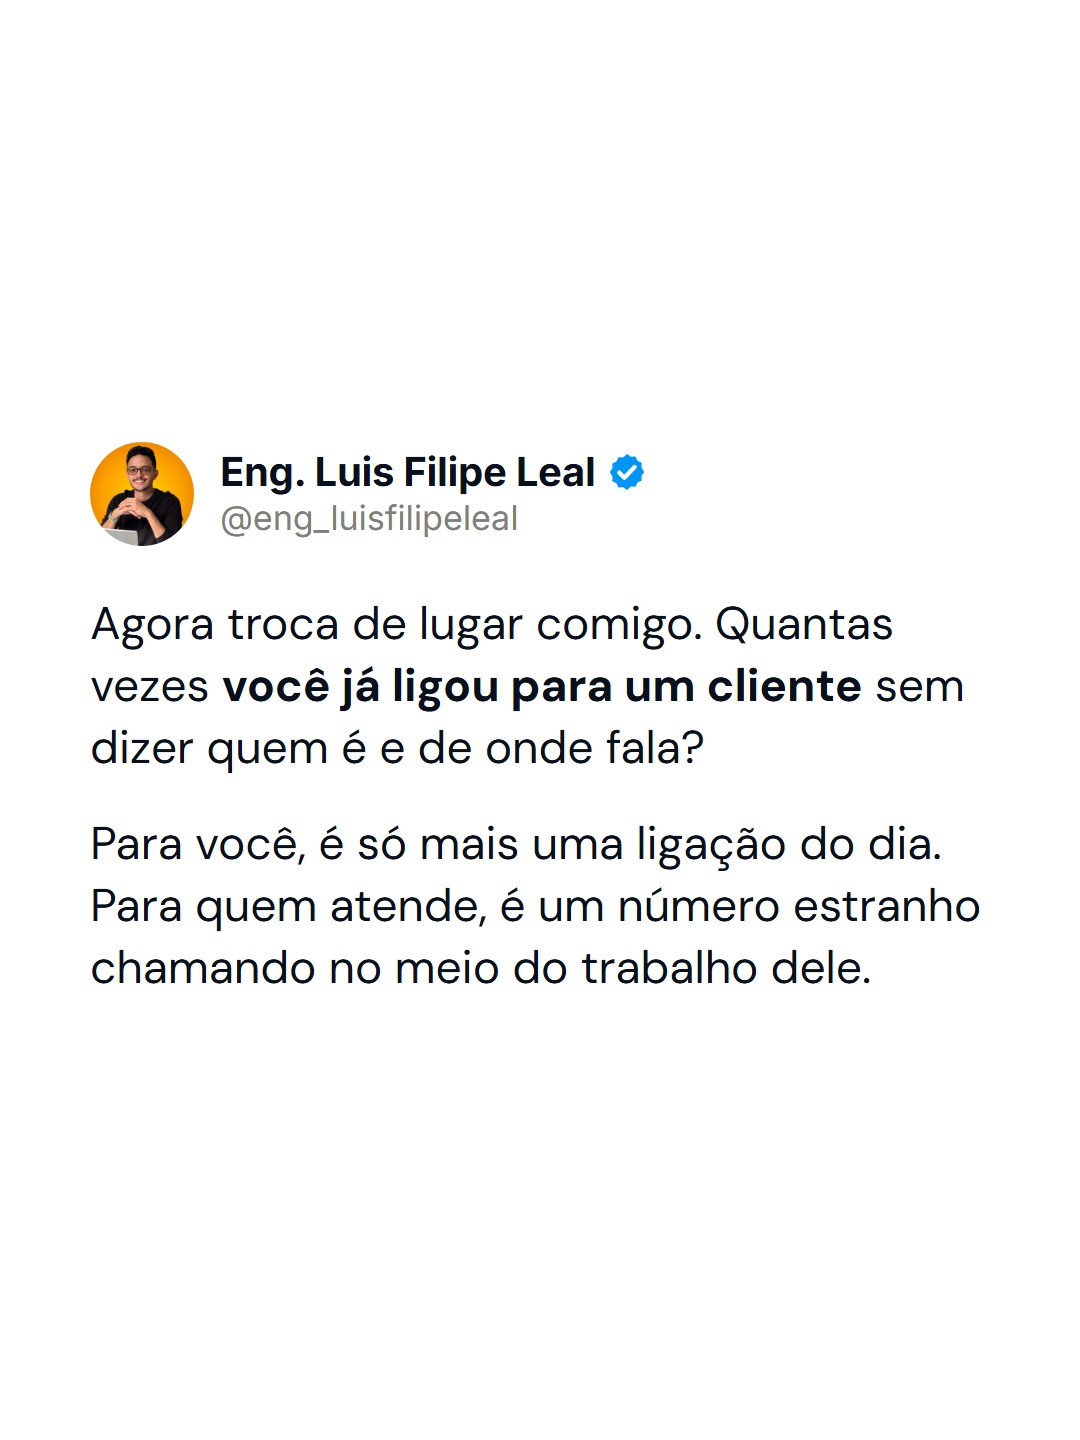 Eng. Luis Filipe Leal
@eng_luisfilipeleal
Agora troca de lugar comigo. Quantas
vezes você já ligou para um cliente sem
dizer quem é e de onde fala?
Para você, é só mais uma ligação do dia.
Para quem atende, é um número estranho
chamando no meio do trabalho dele.